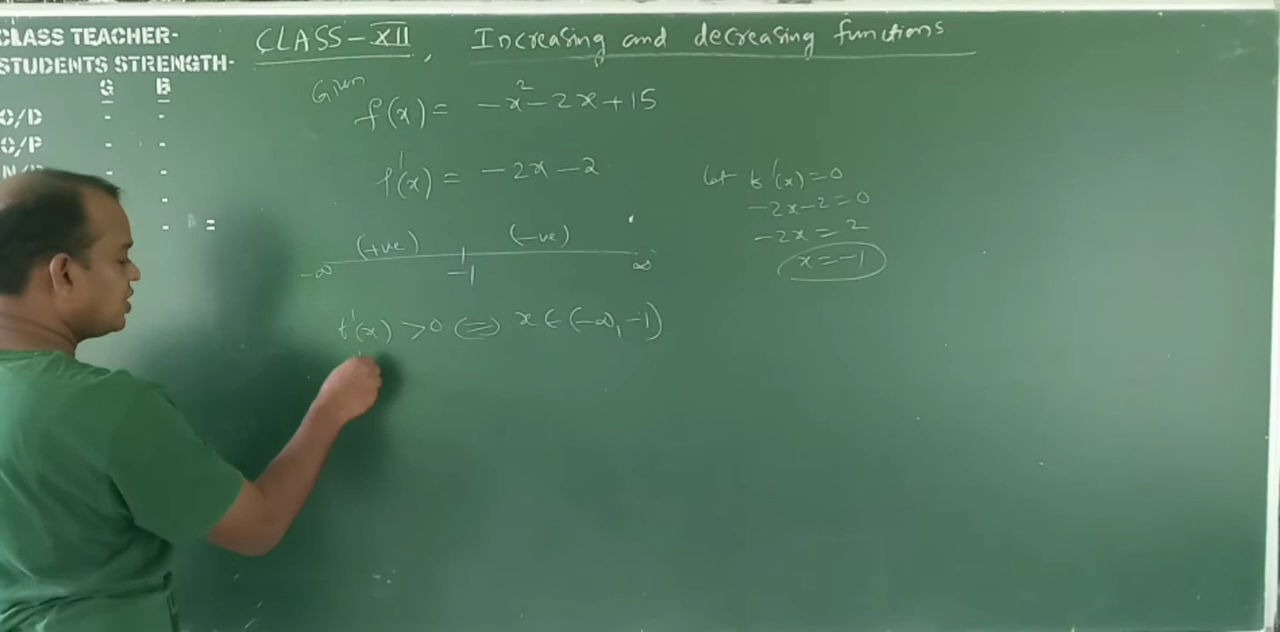 CLASS TEACHER-
STUDENTS STRENGTH-
G B
O/D - -
O/P - -
CLASS-XII, Increasing and decreasing functions
Given
f(x) = -x² - 2x + 15
f'(x) = -2x - 2
(+ve) (-ve)
-∞ -1 ∞
f'(x) > 0 ⇔ x ∈ (-∞, -1)
let f'(x) = 0
-2x-2 = 0
-2x = 2
x = -1